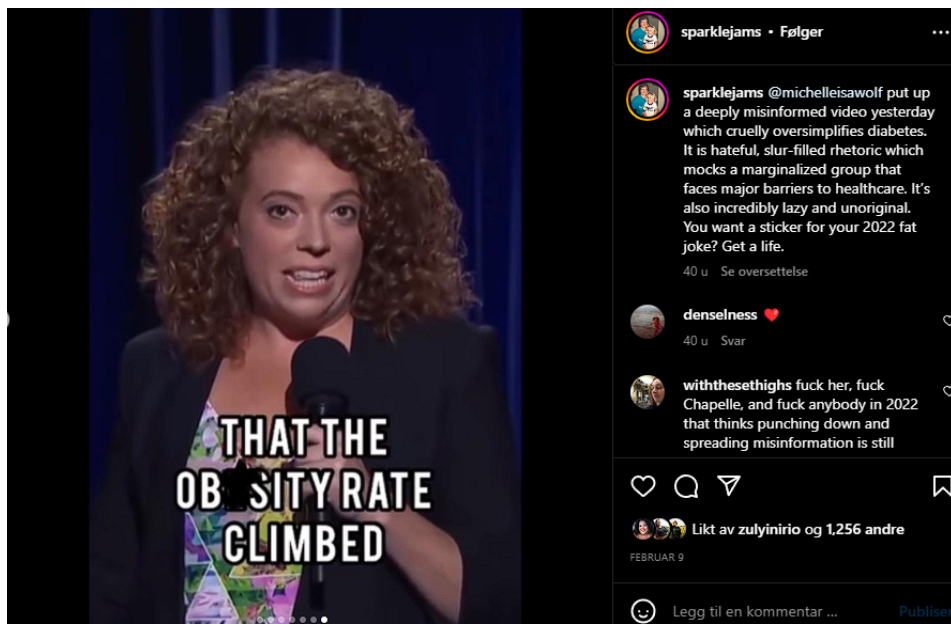 sparklejams • Følger
sparklejams @michelleisawolf put up
a deeply misinformed video yesterday
which cruelly oversimplifies diabetes.
It is hateful, slur-filled rhetoric which
mocks a marginalized group that
faces major barriers to healthcare. It's
also incredibly lazy and unoriginal.
You want a sticker for your 2022 fat
joke? Get a life.
40 u Se oversettelse
denselness ❤️
40 u Svar
withthesethighs fuck her, fuck
Chapelle, and fuck anybody in 2022
that thinks punching down and
spreading misinformation is still
THAT THE
OB SITY RATE
CLIMBED
Likt av zulyinirio og 1,256 andre
FEBRUAR 9
Legg til en kommentar ... Publiser